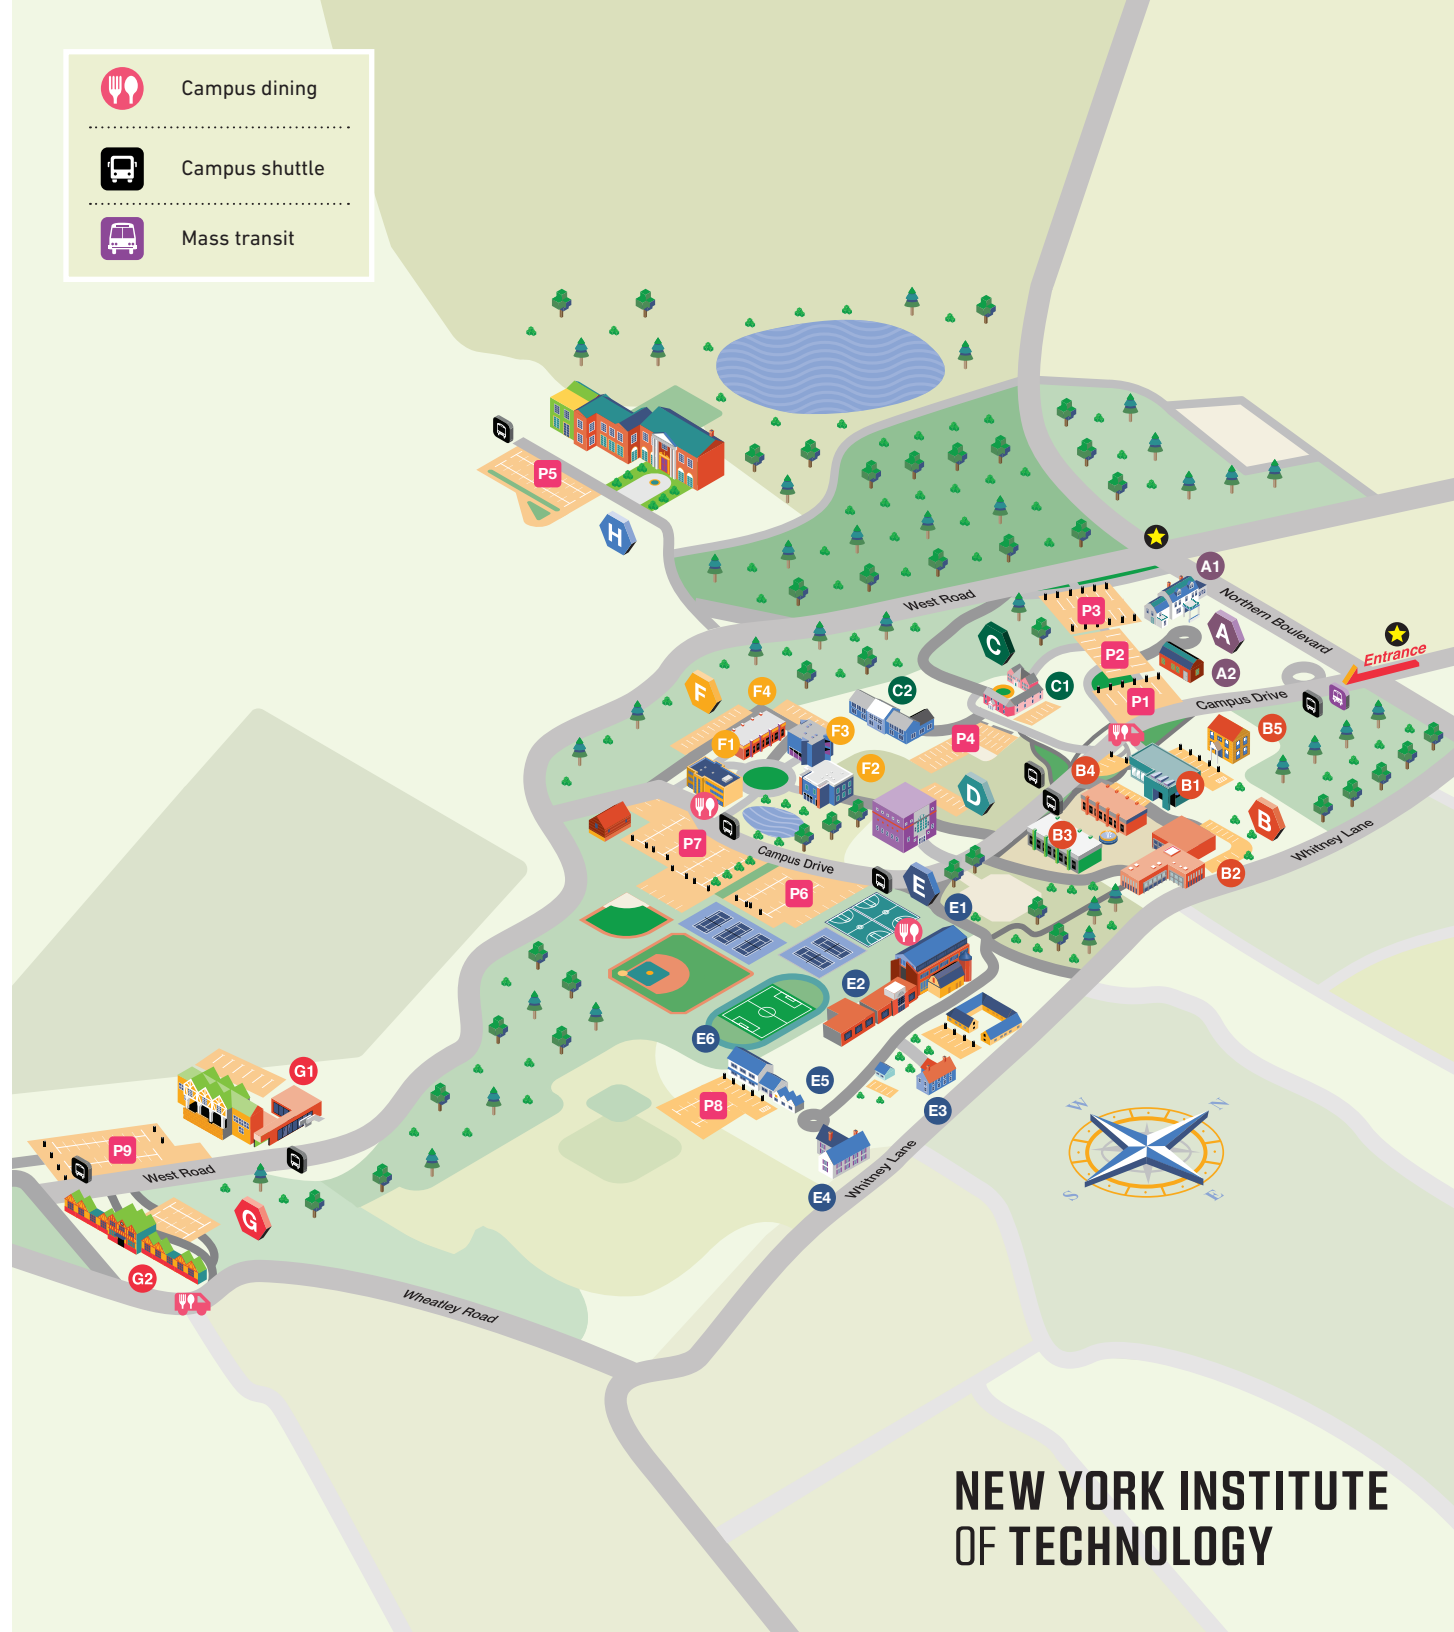 Campus dining
Campus shuttle
Mass transit
P5
H
A1
West Road
Northern Boulevard
P3
A
C
P2
Entrance
A2
C1
F
F4
C2
P1
Campus Drive
F1
F3
P4
B5
F2
B4
B1
D
B
P7
B3
Campus Drive
Whitney Lane
B2
P6
E
E1
E2
E6
G1
E5
P8
E3
W
N
S
E
P9
West Road
E4
Whitney Lane
G
G2
Wheatley Road
NEW YORK INSTITUTE
OF TECHNOLOGY